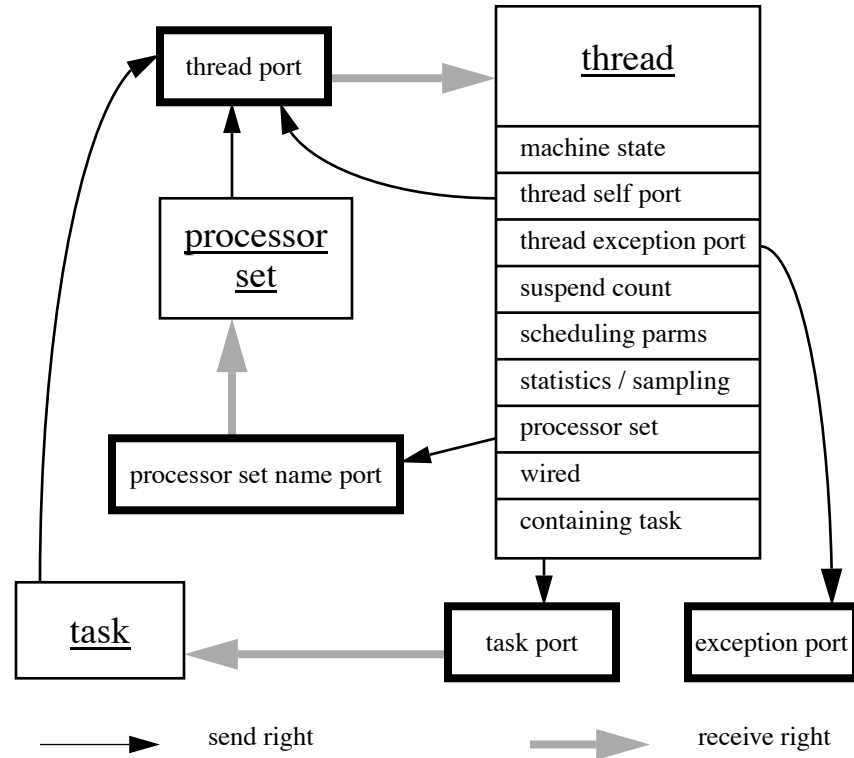 thread port
thread
machine state
thread self port
thread exception port
suspend count
scheduling parms
statistics / sampling
processor set
wired
containing task
processor
set
processor set name port
task
task port
exception port
send right
receive right